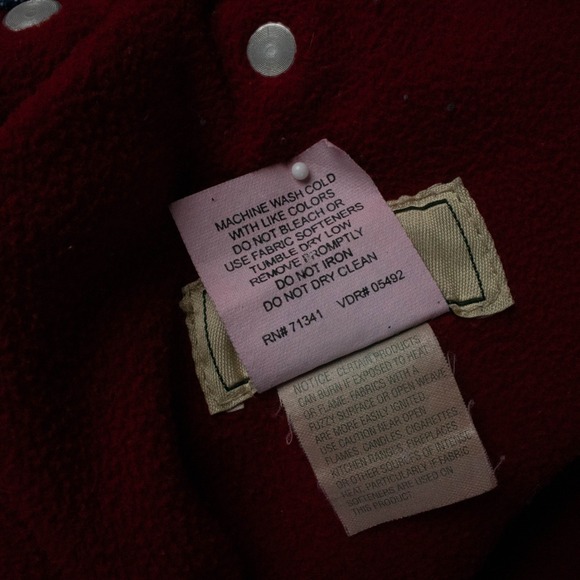 MACHINE WASH COLD
WITH LIKE COLORS
DO NOT BLEACH OR
USE FABRIC SOFTENERS
TUMBLE DRY LOW
REMOVE PROMPTLY
DO NOT IRON
DO NOT DRY CLEAN
RN# 71341 VDR# 05492
NOTICE: CERTAIN PRODUCTS
CAN BURN IF EXPOSED TO HEAT
OR FLAME. FABRICS WITH A
FUZZY SURFACE OR OPEN WEAVE
ARE MORE EASILY IGNITED.
USE CAUTION NEAR OPEN
FLAMES, CANDLES, CIGARETTES
KITCHEN RANGES, FIREPLACES
OR OTHER SOURCES OF INTENSE
HEAT, PARTICULARLY IF FABRIC
SOFTENERS ARE USED ON
THIS PRODUCT